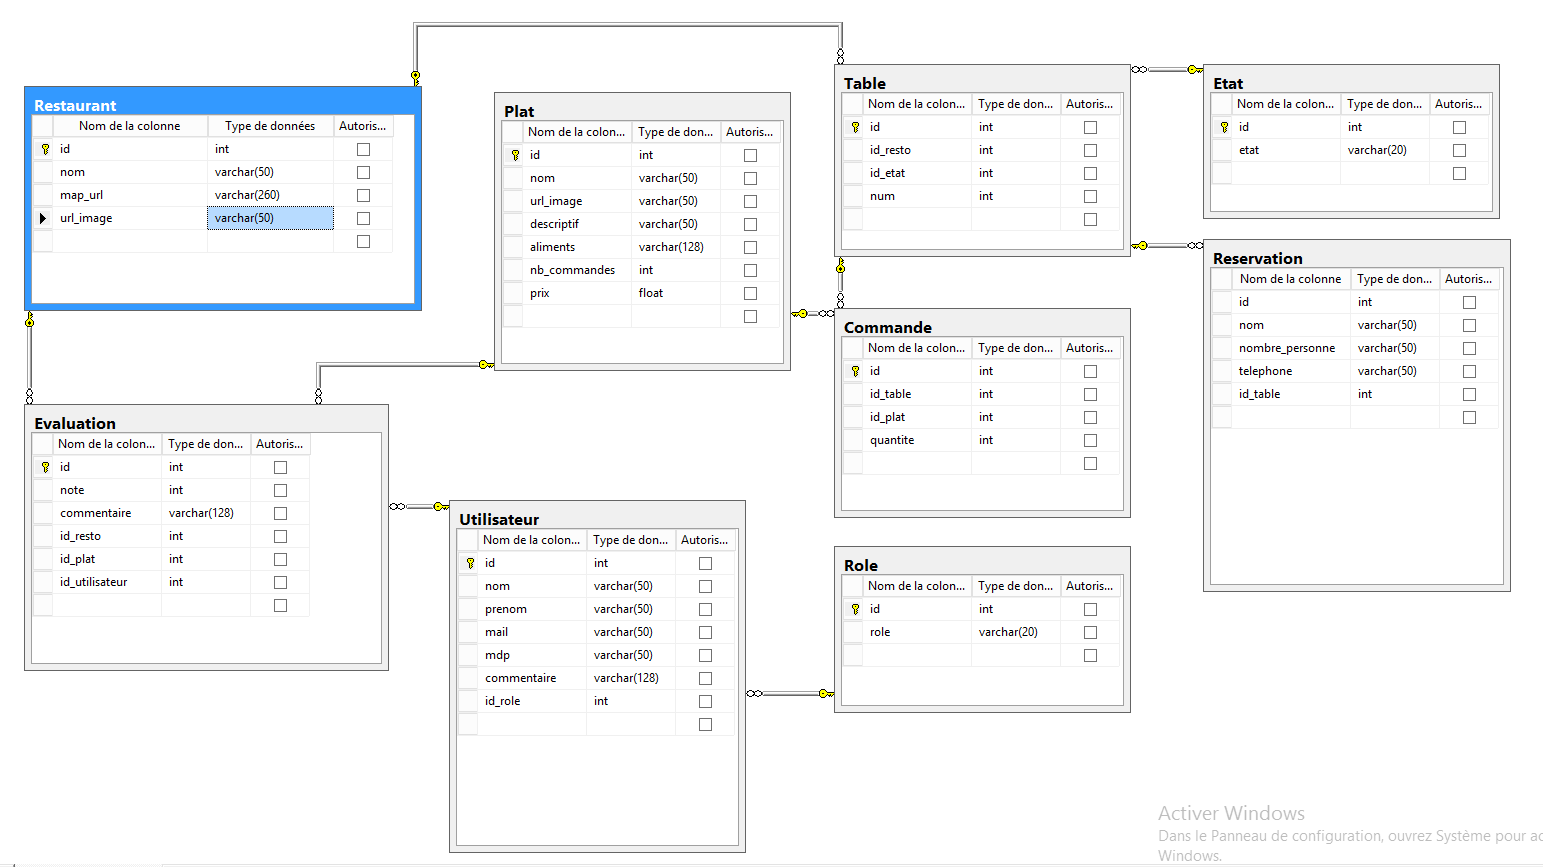 Restaurant
Nom de la colonne Type de données Autoris...
id int
nom varchar(50)
map_url varchar(260)
url_image varchar(50)
Plat
Nom de la colonn... Type de don... Autoris...
id int
nom varchar(50)
url_image varchar(50)
descriptif varchar(50)
aliments varchar(128)
nb_commandes int
prix float
Table
Nom de la colonn... Type de don... Autoris...
id int
id_resto int
id_etat int
num int
Etat
Nom de la colonn... Type de don... Autoris...
id int
etat varchar(20)
Reservation
Nom de la colonne Type de don... Autoris...
id int
nom varchar(50)
nombre_personne varchar(50)
telephone varchar(50)
id_table int
Commande
Nom de la colonn... Type de don... Autoris...
id int
id_table int
id_plat int
quantite int
Evaluation
Nom de la colonn... Type de don... Autoris...
id int
note int
commentaire varchar(128)
id_resto int
id_plat int
id_utilisateur int
Utilisateur
Nom de la colonn... Type de don... Autoris...
id int
nom varchar(50)
prenom varchar(50)
mail varchar(50)
mdp varchar(50)
commentaire varchar(128)
id_role int
Role
Nom de la colonn... Type de don... Autoris...
id int
role varchar(20)
Activer Windows
Dans le Panneau de configuration, ouvrez Système pour ac
Windows.